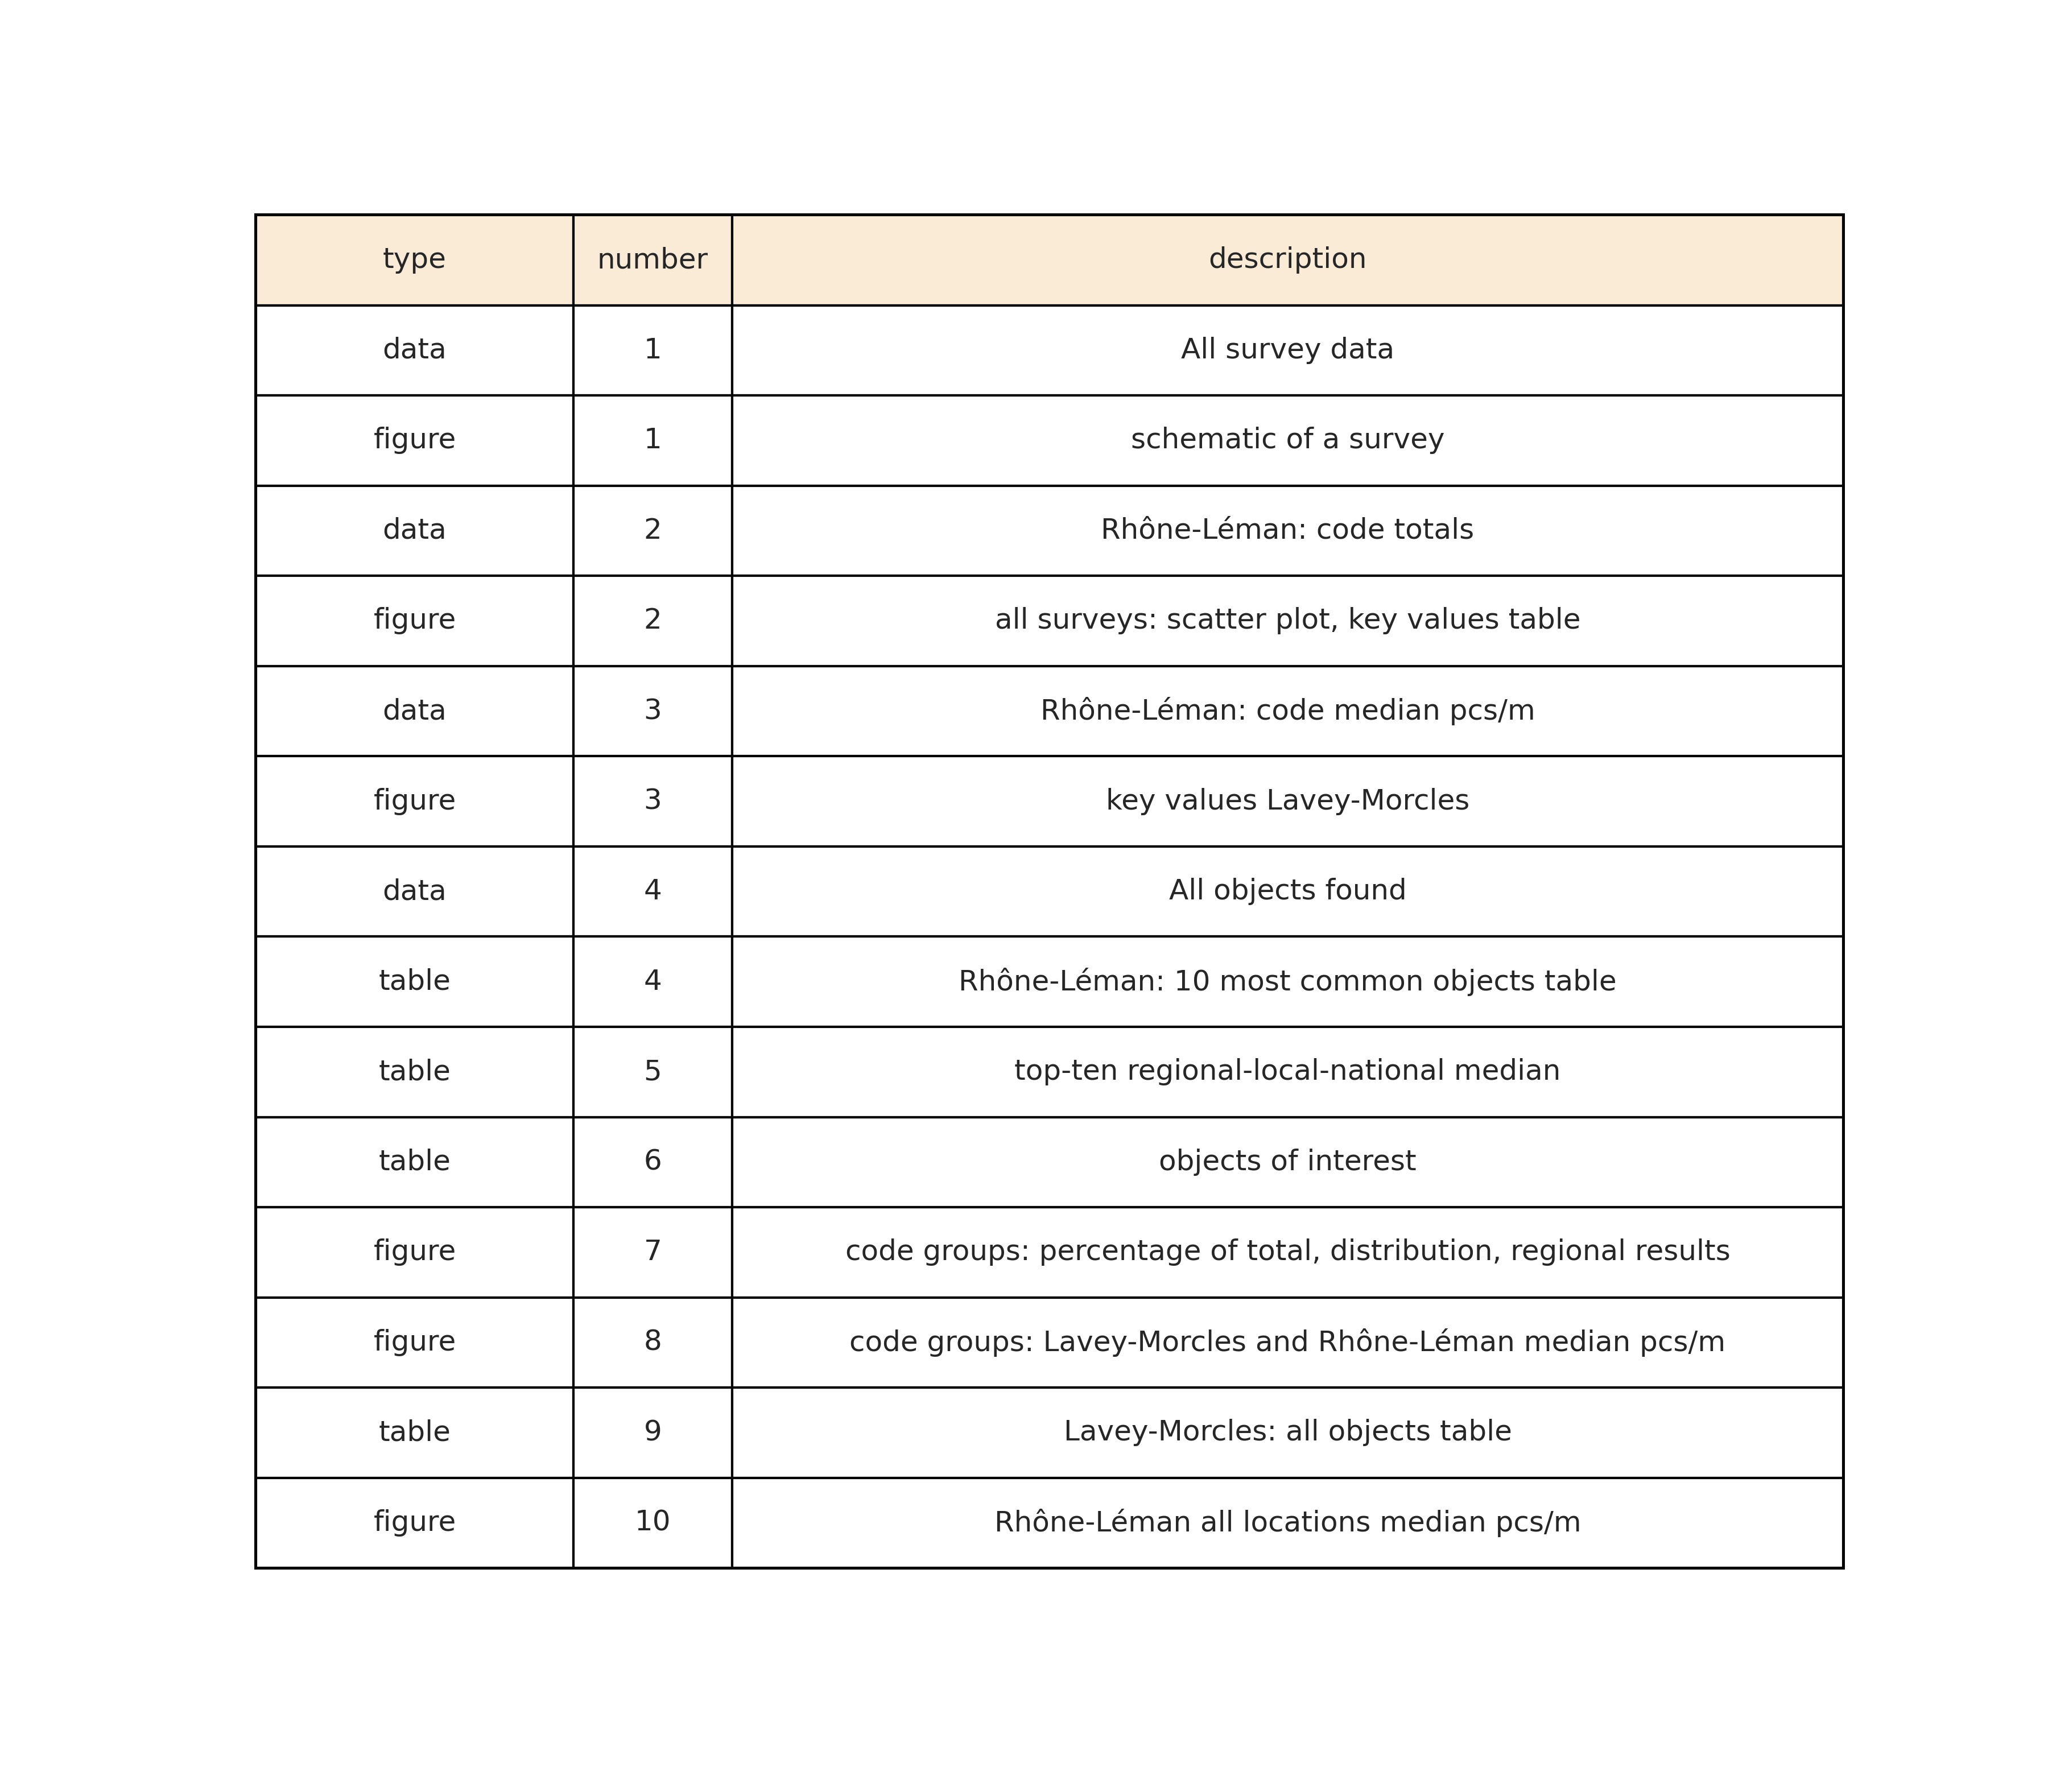 type number description
data 1 All survey data
figure 1 schematic of a survey
data 2 Rhône-Léman: code totals
figure 2 all surveys: scatter plot, key values table
data 3 Rhône-Léman: code median pcs/m
figure 3 key values Lavey-Morcles
data 4 All objects found
table 4 Rhône-Léman: 10 most common objects table
table 5 top-ten regional-local-national median
table 6 objects of interest
figure 7 code groups: percentage of total, distribution, regional results
figure 8 code groups: Lavey-Morcles and Rhône-Léman median pcs/m
table 9 Lavey-Morcles: all objects table
figure 10 Rhône-Léman all locations median pcs/m